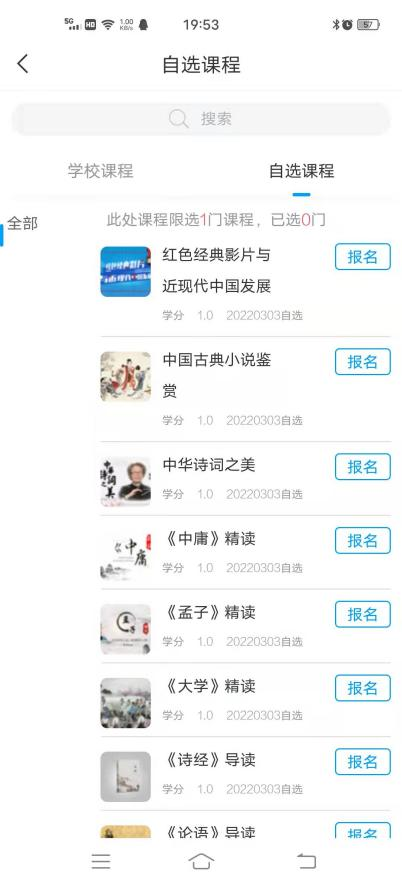 5G HD 1.00 KB/s 19:53 57
自选课程
搜索
学校课程 自选课程
全部
此处课程限选1门课程，已选0门
红色经典影片与
近现代中国发展
报名
学分 1.0 20220303自选
中国古典小说鉴
赏
报名
学分 1.0 20220303自选
中华诗词之美
报名
学分 1.0 20220303自选
《中庸》精读
报名
学分 1.0 20220303自选
《孟子》精读
报名
学分 1.0 20220303自选
《大学》精读
报名
学分 1.0 20220303自选
《诗经》导读
报名
学分 1.0 20220303自选
《论语》导读
报名